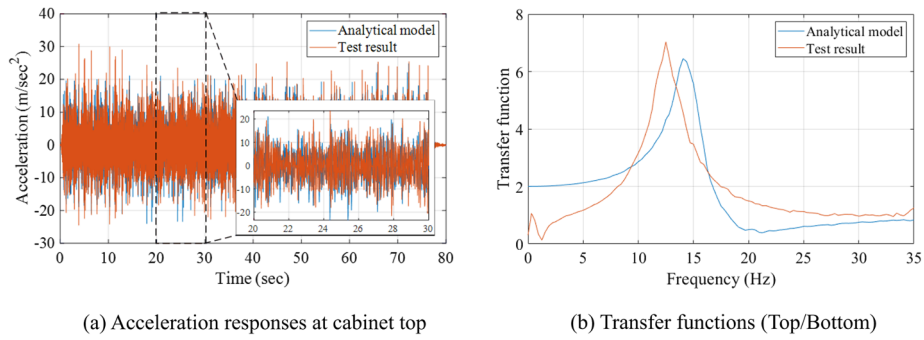 40
30
20
10
0
-10
-20
-30
0 10 20 30 40 50 60 70 80
Acceleration (m/sec2)
Time (sec)
Analytical model
Test result
20
10
0
-10
-20
20 22 24 26 28 30
(a) Acceleration responses at cabinet top
8
6
4
2
0
0 5 10 15 20 25 30 35
Transfer function
Frequency (Hz)
Analytical model
Test result
(b) Transfer functions (Top/Bottom)